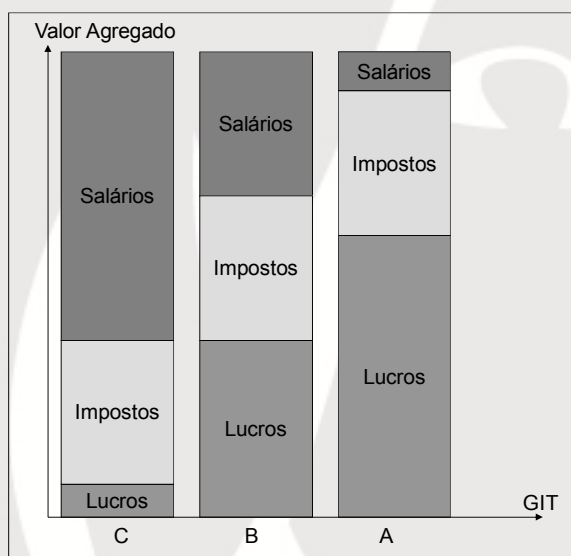 Valor Agregado
Salários
Impostos
Lucros
Salários
Impostos
Lucros
Salários
Impostos
Lucros
GIT
C
B
A